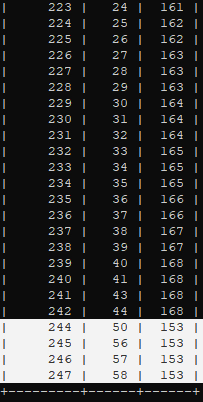 |     223 |   24 |  161 |
|     224 |   25 |  162 |
|     225 |   26 |  162 |
|     226 |   27 |  163 |
|     227 |   28 |  163 |
|     228 |   29 |  163 |
|     229 |   30 |  164 |
|     230 |   31 |  164 |
|     231 |   32 |  164 |
|     232 |   33 |  165 |
|     233 |   34 |  165 |
|     234 |   35 |  165 |
|     235 |   36 |  166 |
|     236 |   37 |  166 |
|     237 |   38 |  167 |
|     238 |   39 |  167 |
|     239 |   40 |  168 |
|     240 |   41 |  168 |
|     241 |   43 |  168 |
|     242 |   44 |  168 |
|     244 |   50 |  153 |
|     245 |   56 |  153 |
|     246 |   57 |  153 |
|     247 |   58 |  153 |
+---------+------+------+